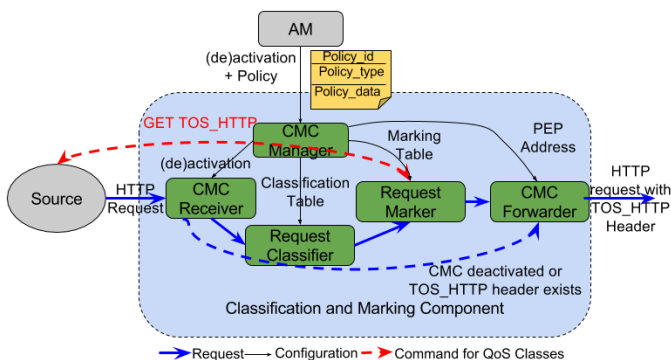 AM
(de)activation
+ Policy
Policy_id
Policy_type
Policy_data
GET TOS_HTTP
CMC
Manager
Marking
Table
PEP
Address
(de)activation
Source
HTTP
Request
CMC
Receiver
Classification
Table
Request
Marker
CMC
Forwarder
HTTP
request with
TOS_HTTP
Header
Request
Classifier
CMC deactivated or
TOS_HTTP header exists
Classification and Marking Component
Request
Configuration
Command for QoS Classes